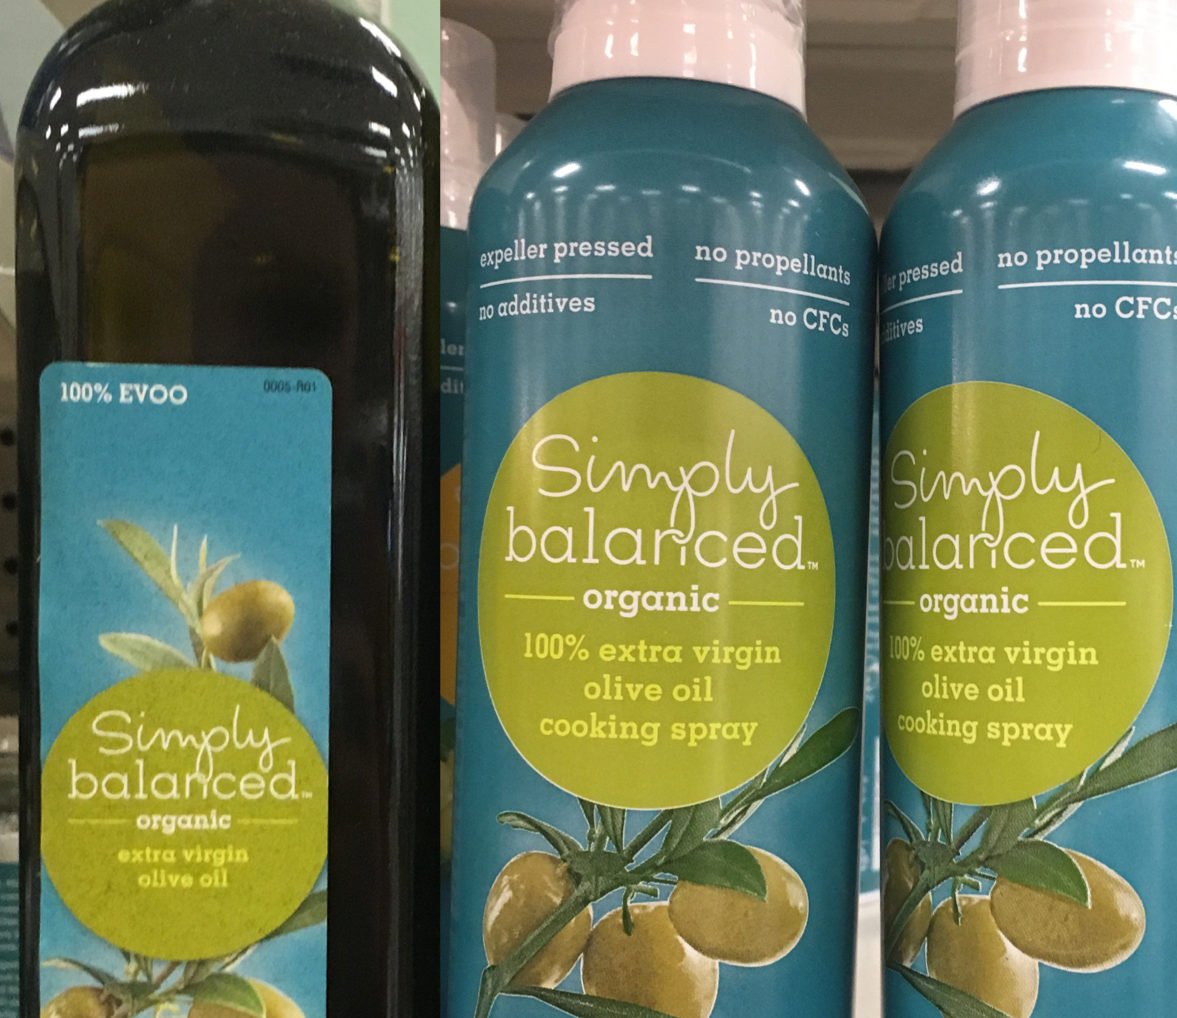 100% EVOO
0005-R01
Simply
balanced™
organic
extra virgin
olive oil
expeller pressed
no additives
no propellants
no CFCs
Simply
balanced™
organic
100% extra virgin
olive oil
cooking spray
pressed
no propellants
no CFCs
Simply
balanced™
organic
100% extra virgin
olive oil
cooking spray